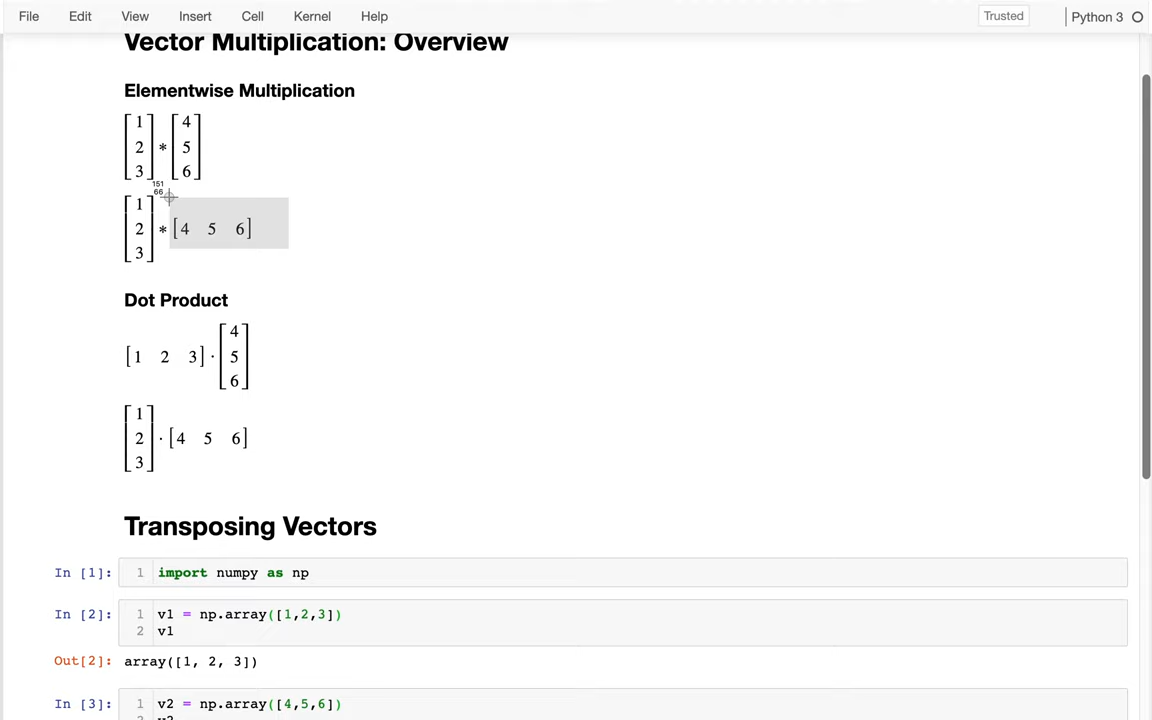 File Edit View Insert Cell Kernel Help Trusted Python 3
Vector Multiplication: Overview
Elementwise Multiplication
[1 2 3] * [4 5 6]
151
66
[1 2 3] * [4 5 6]
Dot Product
[1 2 3] · [4 5 6]
[1 2 3] · [4 5 6]
Transposing Vectors
In [1]: 1 import numpy as np
In [2]: 1 v1 = np.array([1,2,3])
2 v1
Out[2]: array([1, 2, 3])
In [3]: 1 v2 = np.array([4,5,6])